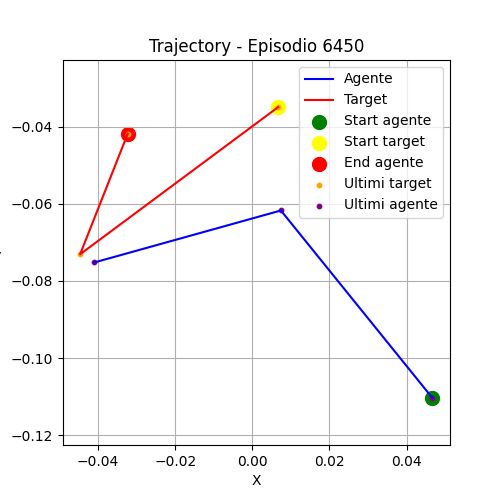 Trajectory - Episodio 6450
Agente
Target
Start agente
Start target
End agente
Ultimi target
Ultimi agente
−0.04
−0.06
−0.08
−0.10
−0.12
−0.04
−0.02
0.00
0.02
0.04
X